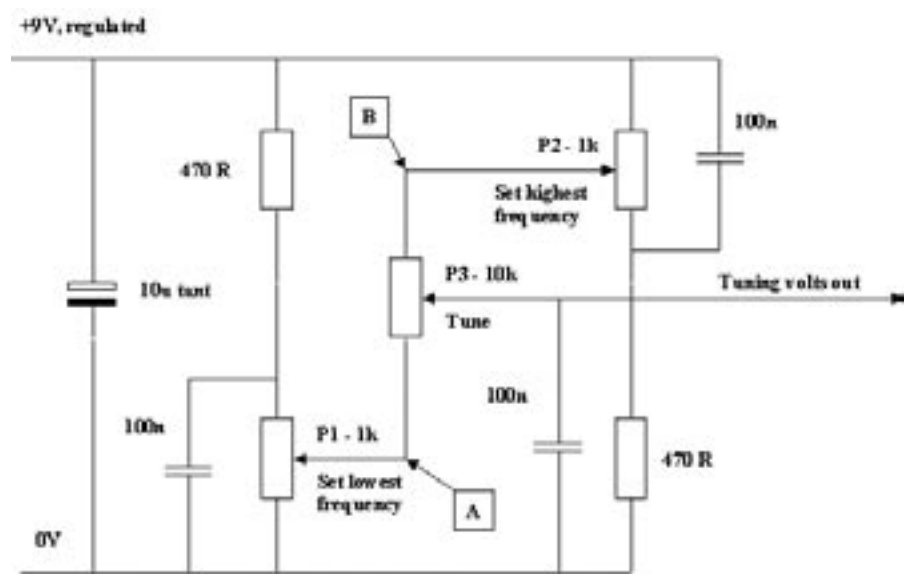 +9V, regulated
B
100n
P2 - 1k
470 R
Set highest
frequency
P3 - 10k
10u tant
Tuning volts out
Tune
100n
100n
P1 - 1k
470 R
Set lowest
frequency
A
0V